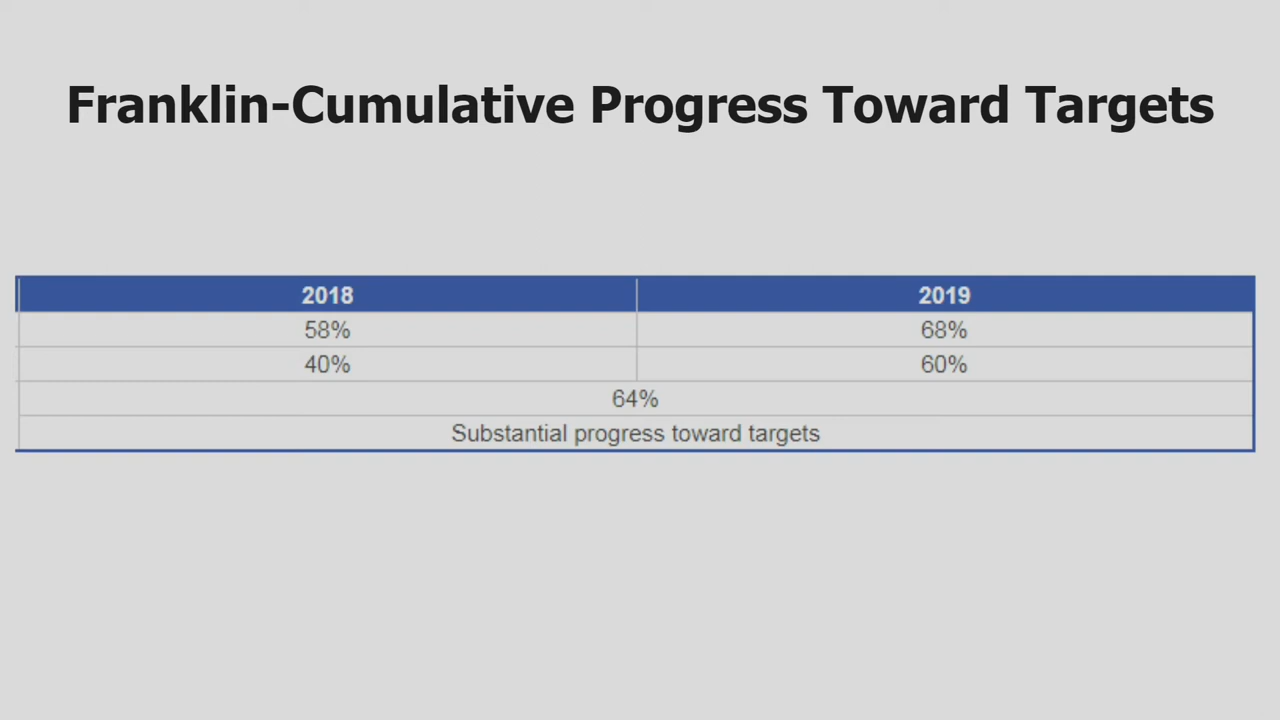 Franklin-Cumulative Progress Toward Targets
2018 2019
58% 68%
40% 60%
64%
Substantial progress toward targets